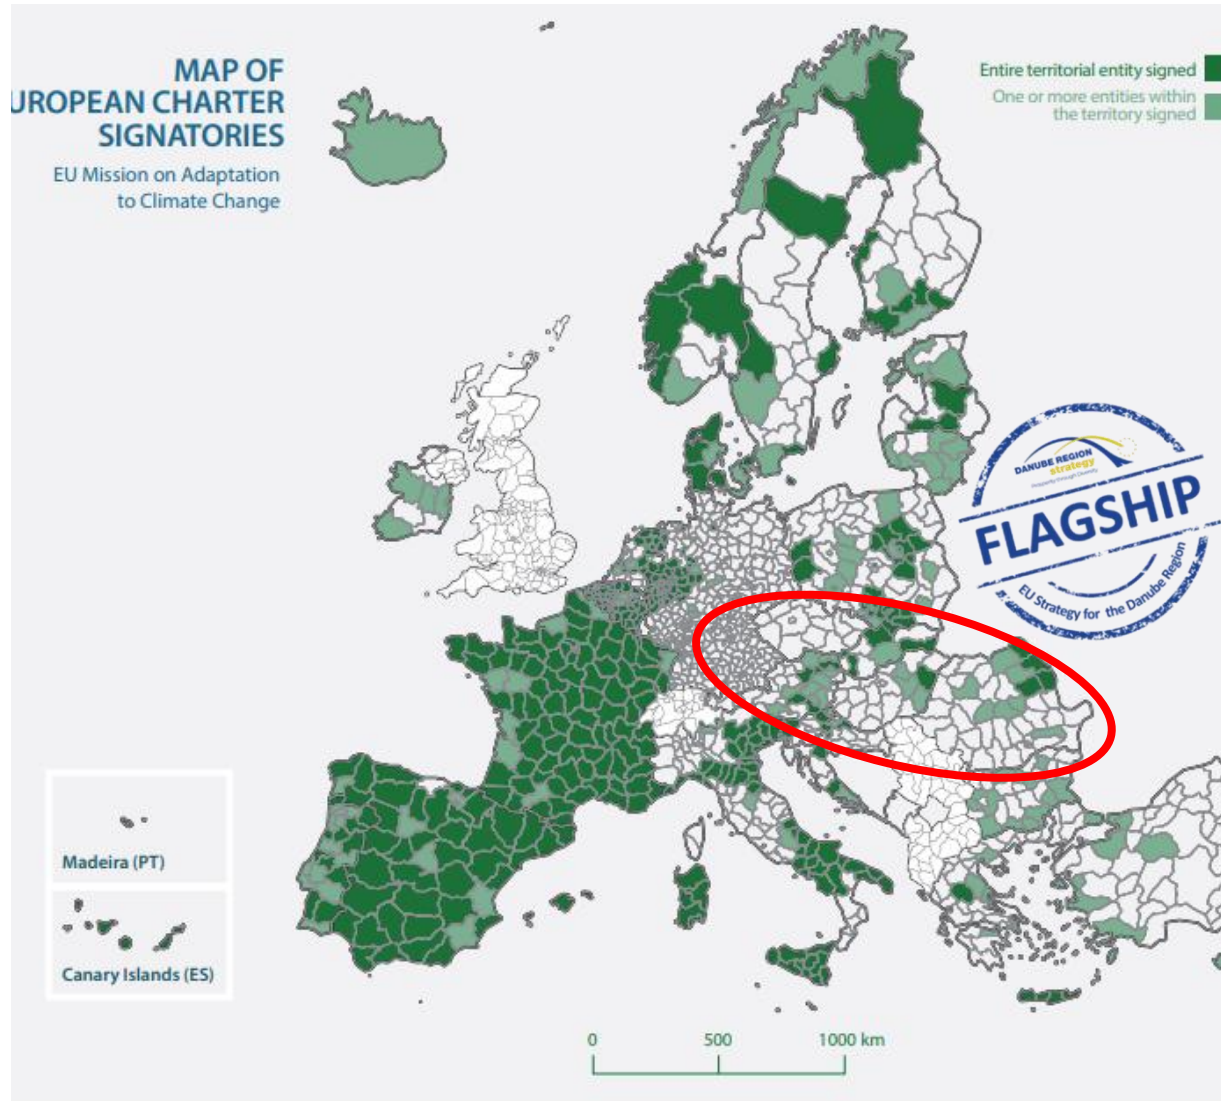 MAP OF
UROPEAN CHARTER
SIGNATORIES
EU Mission on Adaptation
to Climate Change
Entire territorial entity signed
One or more entities within
the territory signed
DANUBE REGION
strategy
FLAGSHIP
EU Strategy for the Danube Region
Madeira (PT)
Canary Islands (ES)
0 500 1000 km